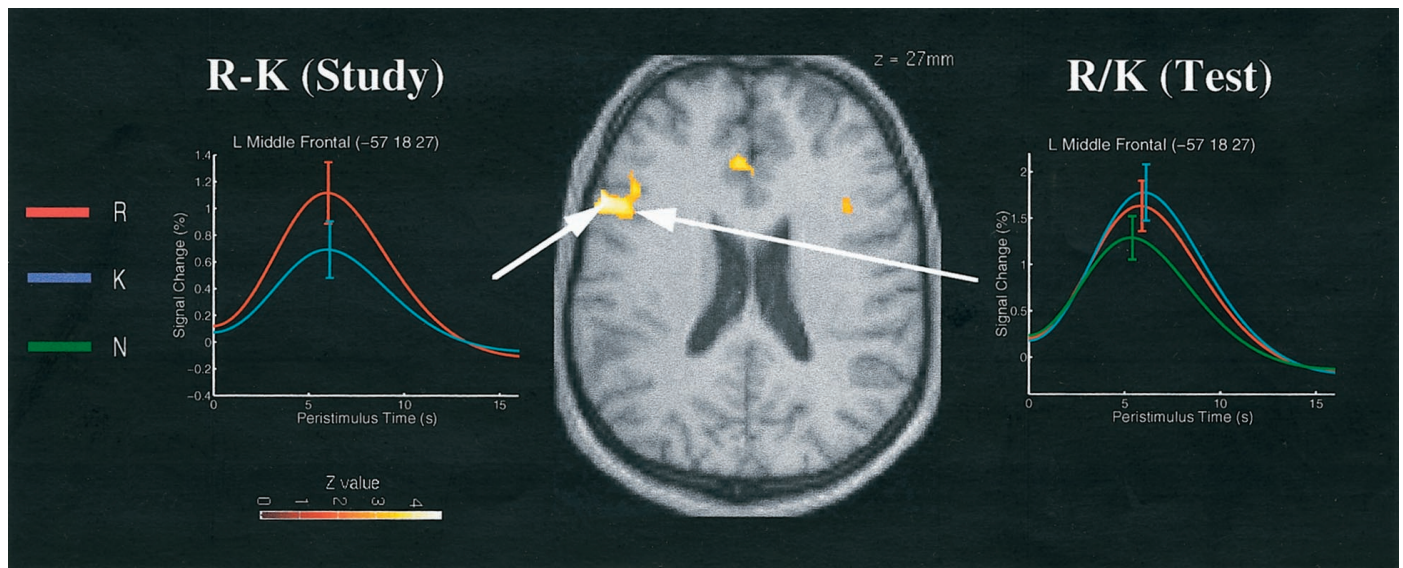 R-K (Study)
z = 27mm
R/K (Test)
L Middle Frontal (−57 18 27)
1.4
1.2
1
0.8
0.6
0.4
0.2
0
−0.2
−0.4
Signal Change (%)
0
5
10
15
Peristimulus Time (s)
R
K
N
L Middle Frontal (−57 18 27)
2
1.5
1
0.5
0
Signal Change (%)
0
5
10
15
Peristimulus Time (s)
Z value
0
1
2
3
4